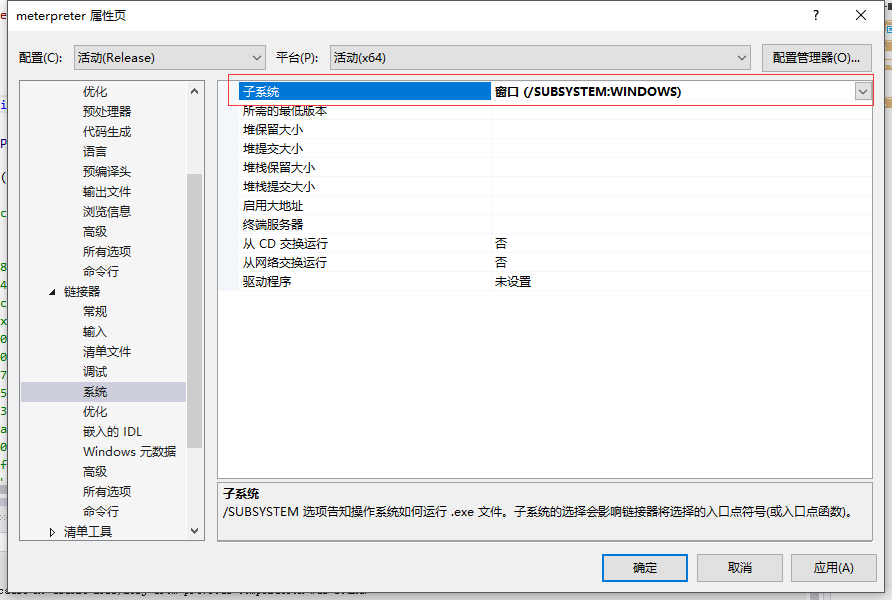 meterpreter 属性页
?
配置(C):
活动(Release)
平台(P):
活动(x64)
配置管理器(O)...
优化
预处理器
代码生成
语言
预编译头
输出文件
浏览信息
高级
所有选项
命令行
链接器
常规
输入
清单文件
调试
系统
优化
嵌入的 IDL
Windows 元数据
高级
所有选项
命令行
清单工具
子系统 窗口 (/SUBSYSTEM:WINDOWS)
所需的最低版本
堆保留大小
堆提交大小
堆栈保留大小
堆栈提交大小
启用大地址
终端服务器
从 CD 交换运行 否
从网络交换运行 否
驱动程序 未设置
子系统
/SUBSYSTEM 选项告知操作系统如何运行 .exe 文件。子系统的选择会影响链接器将选择的入口点符号(或入口点函数)。
确定
取消
应用(A)